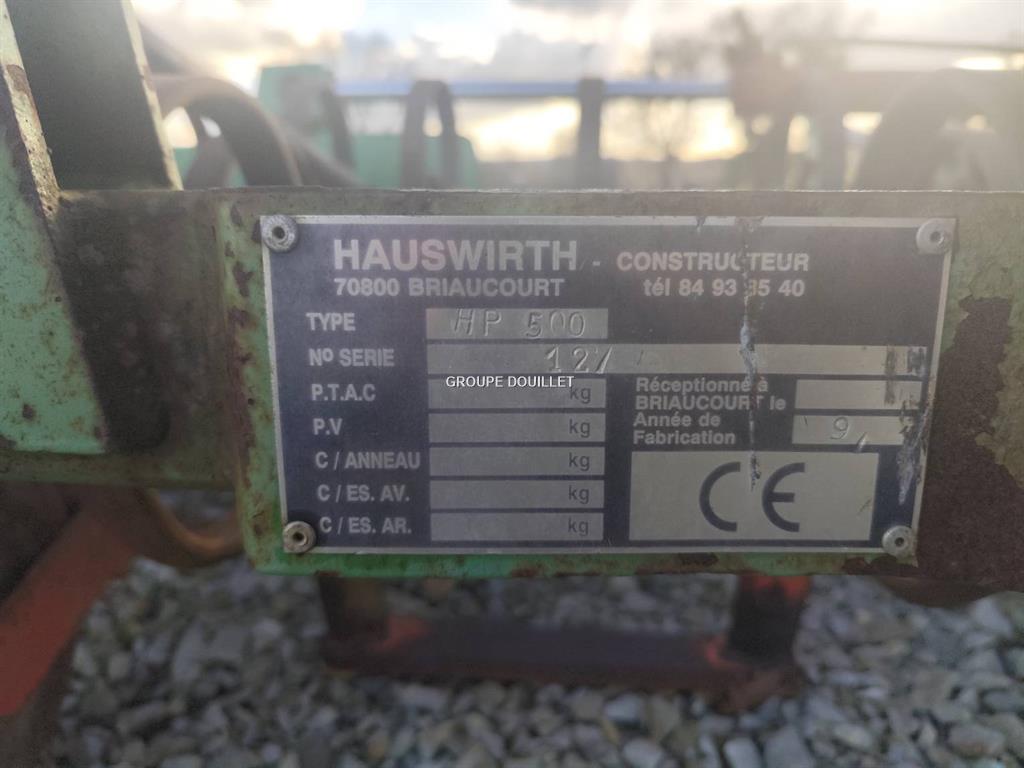 HAUSWIRTH - CONSTRUCTEUR
70800 BRIAUCOURT tél 84 93 85 40
TYPE HP 500
No SERIE
GROUPE DOUILLET
P.T.A.C kg
P.V kg
C / ANNEAU kg
C / ES. AV. kg
C / ES. AR. kg
Réceptionné à
BRIAUCOURT le
Année de
Fabrication
CE